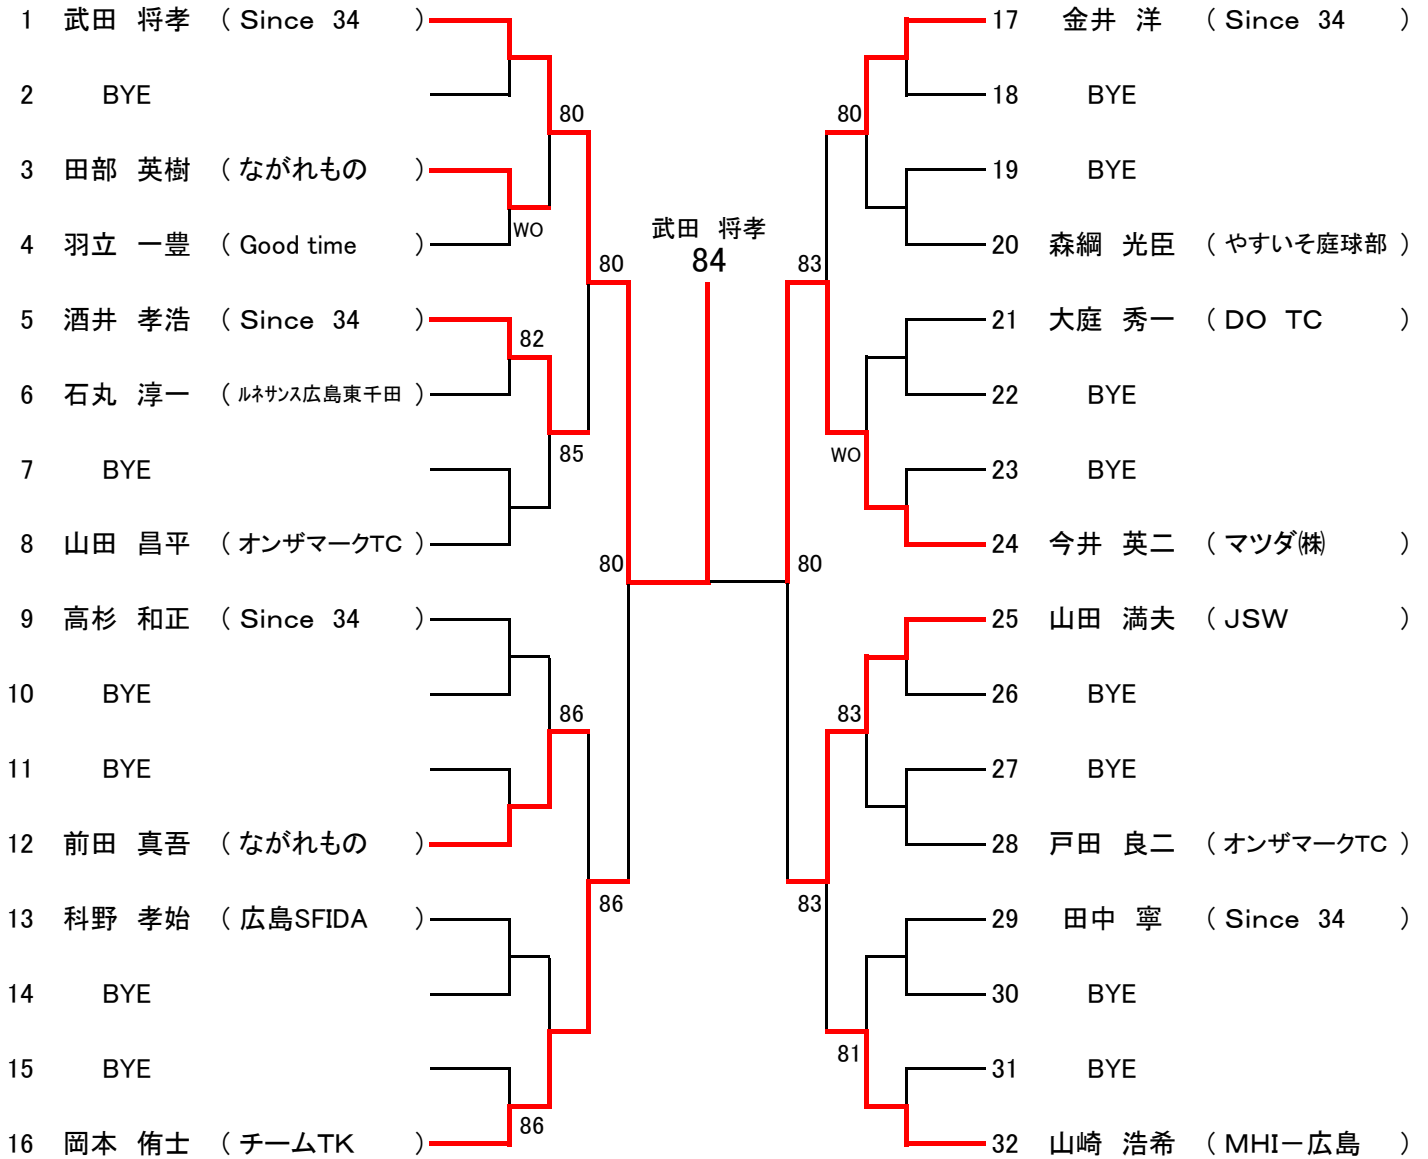 1 武田 将孝 ( Since 34 )
2 BYE
80
3 田部 英樹 ( ながれもの )
WO
4 羽立 一豊 ( Good time )
80
5 酒井 孝浩 ( Since 34 )
82
6 石丸 淳一 ( ルネサンス広島東千田 )
85
7 BYE
8 山田 昌平 ( オンザマークTC )
80
9 高杉 和正 ( Since 34 )
10 BYE
86
11 BYE
12 前田 真吾 ( ながれもの )
86
13 科野 孝始 ( 広島SFIDA )
14 BYE
15 BYE
86
16 岡本 侑士 ( チームTK )
武田 将孝
84
17 金井 洋 ( Since 34 )
18 BYE
80
19 BYE
20 森綱 光臣 ( やすいそ庭球部 )
83
21 大庭 秀一 ( DO TC )
22 BYE
WO
23 BYE
24 今井 英二 ( マツダ㈱ )
80
25 山田 満夫 ( JSW )
26 BYE
83
27 BYE
28 戸田 良二 ( オンザマークTC )
83
29 田中 寧 ( Since 34 )
30 BYE
81
31 BYE
32 山崎 浩希 ( MHI－広島 )